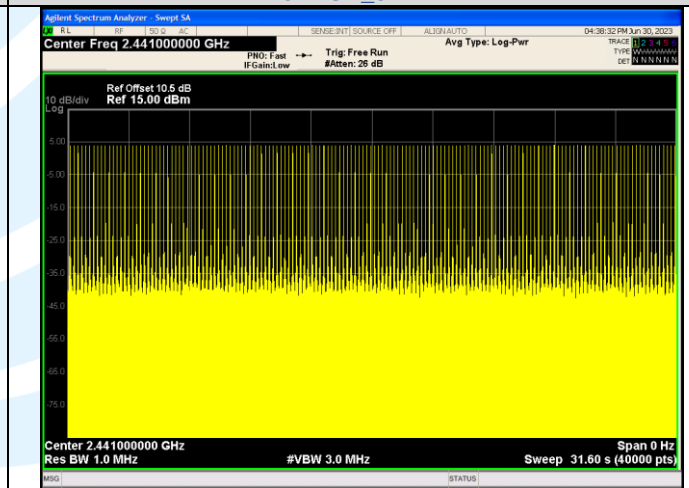 Agilent Spectrum Analyzer - Swept SA
RL RF 50 Ω AC SENSE:INT SOURCE OFF ALIGN AUTO 04:38:32 PM Jun 30, 2023
Center Freq 2.441000000 GHz Avg Type: Log-Pwr TRACE 1 2 3 4 5 6
PNO: Fast Trig: Free Run TYPE
IFGain:Low #Atten: 26 dB DET N N N N N N
Ref Offset 10.5 dB
10 dB/div Ref 15.00 dBm
Log
5.00
-5.00
-15.0
-25.0
-35.0
-45.0
-55.0
-65.0
-75.0
Center 2.441000000 GHz Span 0 Hz
Res BW 1.0 MHz #VBW 3.0 MHz Sweep 31.60 s (40000 pts)
MSG STATUS